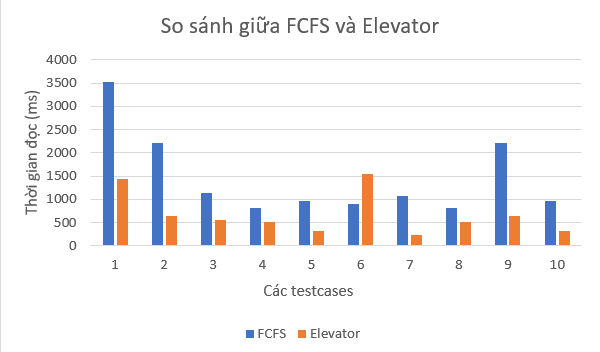 So sánh giữa FCFS và Elevator
Thời gian đọc (ms)
4000
3500
3000
2500
2000
1500
1000
500
0
1 2 3 4 5 6 7 8 9 10
Các testcases
FCFS Elevator